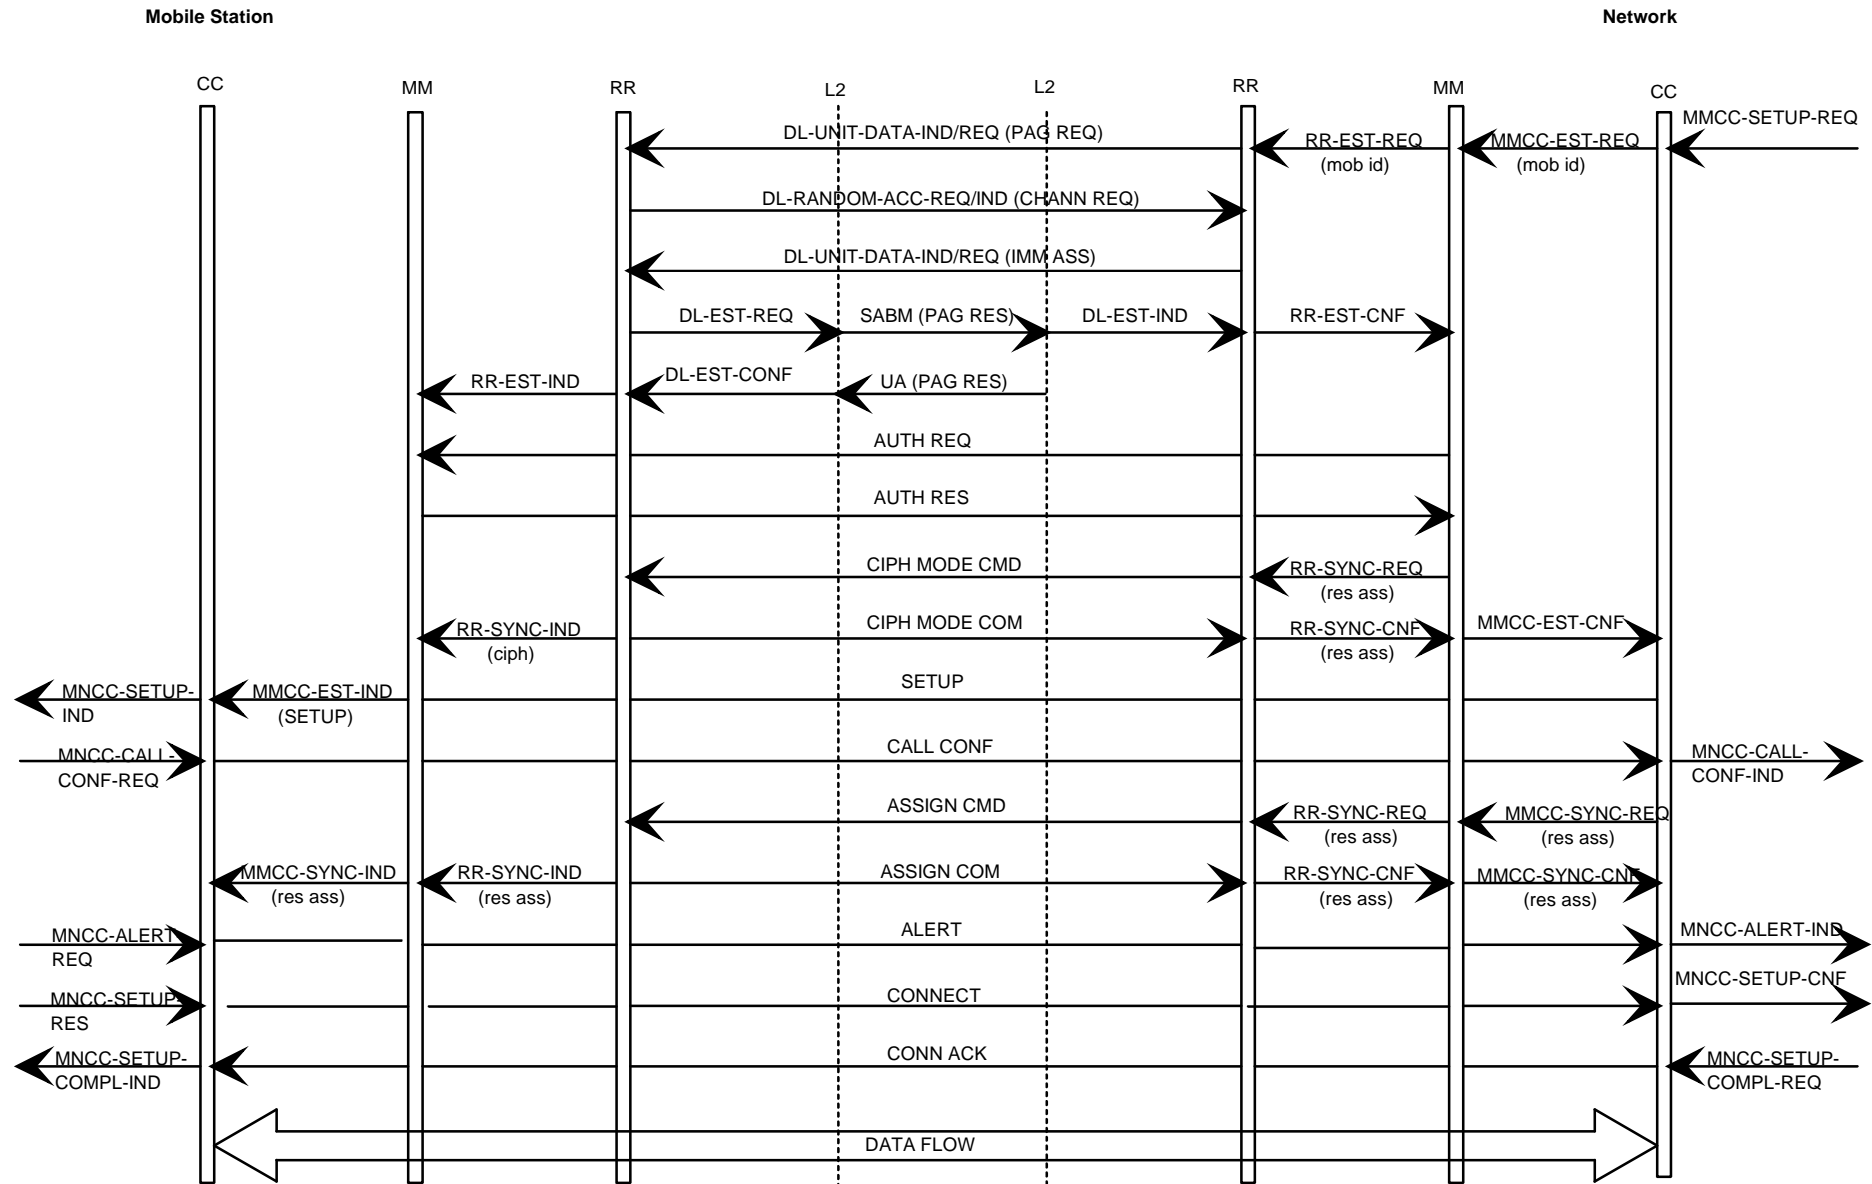 Mobile Station
Network
CC
MM
RR
L2
L2
RR
MM
CC
MMCC-SETUP-REQ
DL-UNIT-DATA-IND/REQ (PAG REQ)
RR-EST-REQ
(mob id)
MMCC-EST-REQ
(mob id)
DL-RANDOM-ACC-REQ/IND (CHANN REQ)
DL-UNIT-DATA-IND/REQ (IMM ASS)
DL-EST-REQ
SABM (PAG RES)
DL-EST-IND
RR-EST-CNF
RR-EST-IND
DL-EST-CONF
UA (PAG RES)
AUTH REQ
AUTH RES
CIPH MODE CMD
RR-SYNC-REQ
(res ass)
RR-SYNC-IND
(ciph)
CIPH MODE COM
RR-SYNC-CNF
(res ass)
MMCC-EST-CNF
MNCC-SETUP-
IND
MMCC-EST-IND
(SETUP)
SETUP
MNCC-CALL-
CONF-REQ
CALL CONF
MNCC-CALL-
CONF-IND
ASSIGN CMD
RR-SYNC-REQ
(res ass)
MMCC-SYNC-REQ
(res ass)
MMCC-SYNC-IND
(res ass)
RR-SYNC-IND
(res ass)
ASSIGN COM
RR-SYNC-CNF
(res ass)
MMCC-SYNC-CNF
(res ass)
MNCC-ALERT-
REQ
ALERT
MNCC-ALERT-IND
MNCC-SETUP-
RES
CONNECT
MNCC-SETUP-CNF
MNCC-SETUP-
COMPL-IND
CONN ACK
MNCC-SETUP-
COMPL-REQ
DATA FLOW